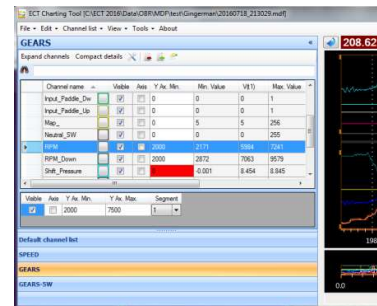 ECT Charting Tool [C:\ECT 2016\Data\OBR\MDF\test\Gingerman\20160718_213029.mdf]
File Edit Channel list View Tools About
GEARS
208.62
Expand channels Compact details
Channel name Visible Axis Y Ax. Min. Min. Value V(t1) Max. Value
Input_Paddle_Dw 0 0 0 1
Input_Paddle_Up 0 0 0 1
Map_ 0 5 5 256
Neutral_SW 0 0 0 255
RPM 2000 2171 5984 7241
RPM_Down 2000 2872 7063 9579
Shift_Pressure -0.001 8.454 8.845
Visible Axis Y Ax. Min. Y Ax. Max. Segment
2000 7500 1
Default channel list
SPEED
198
GEARS
GEARS-SW
0.0